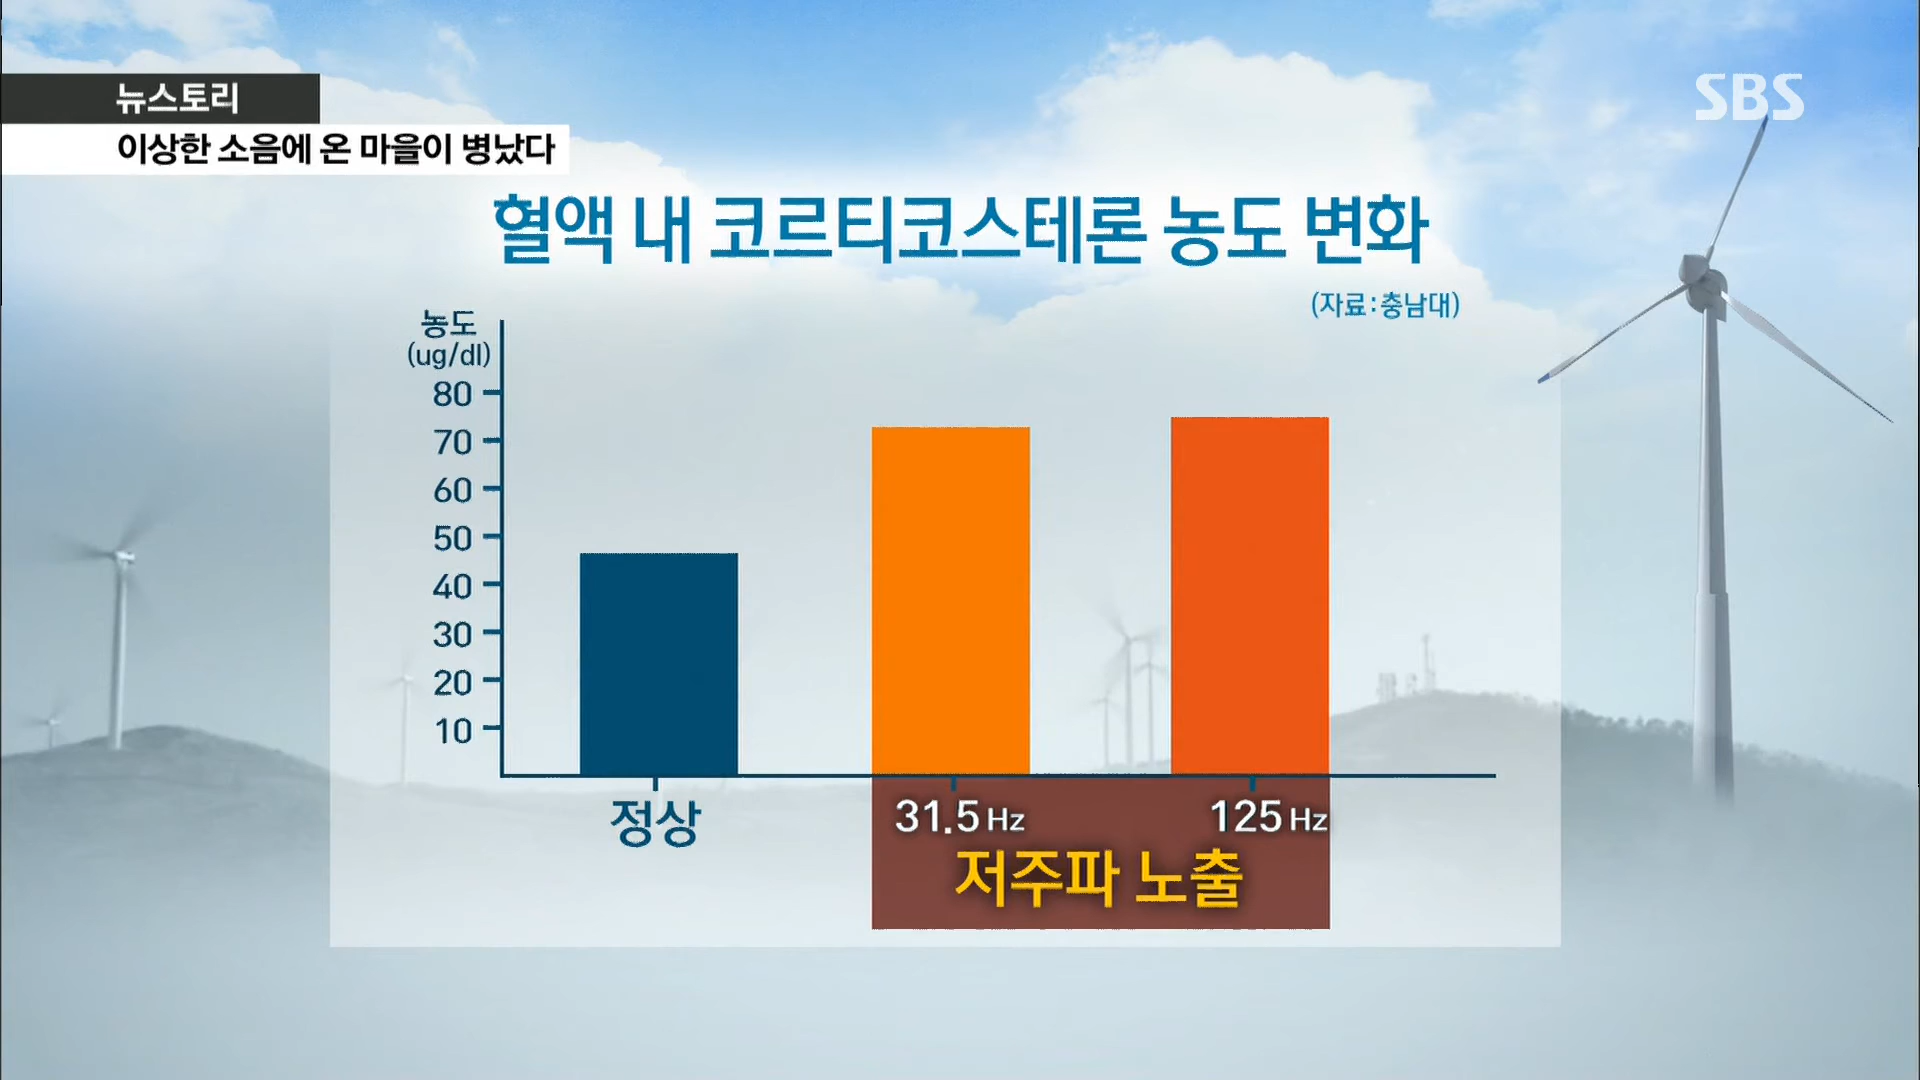 뉴스토리
SBS
이상한 소음에 온 마을이 병났다
혈액 내 코르티코스테론 농도 변화
(자료:충남대)
농도
(ug/dl)
80
70
60
50
40
30
20
10
정상
31.5 Hz
125 Hz
저주파 노출